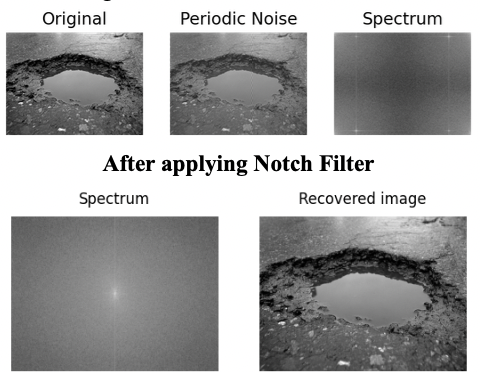 Original
Periodic Noise
Spectrum
After applying Notch Filter
Spectrum
Recovered image